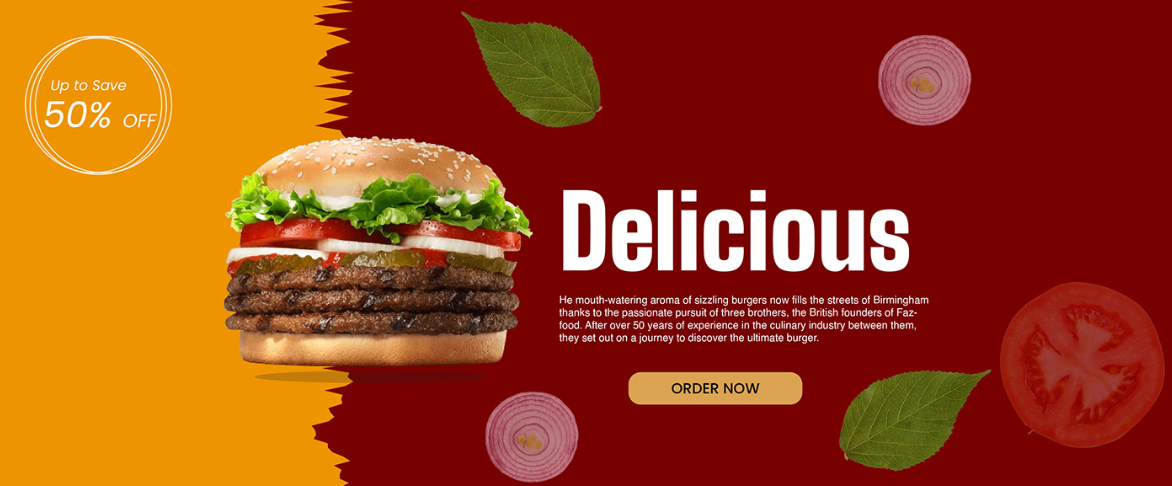 Up to Save
50% OFF
Delicious
He mouth-watering aroma of sizzling burgers now fills the streets of Birmingham
thanks to the passionate pursuit of three brothers, the British founders of Faz-
food. After over 50 years of experience in the culinary industry between them,
they set out on a journey to discover the ultimate burger.
ORDER NOW